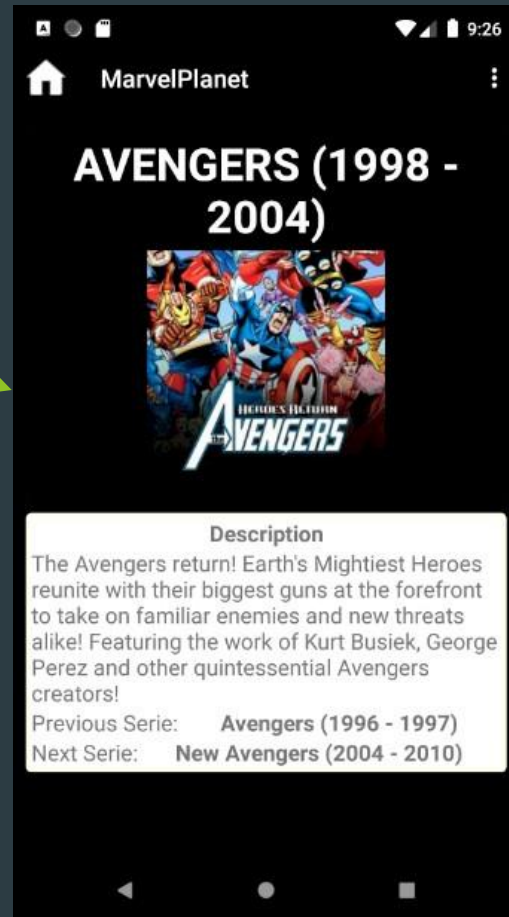 A
9:26
MarvelPlanet
AVENGERS (1998 -
2004)
HEROES RETURN
the AVENGERS
Description
The Avengers return! Earth's Mightiest Heroes
reunite with their biggest guns at the forefront
to take on familiar enemies and new threats
alike! Featuring the work of Kurt Busiek, George
Perez and other quintessential Avengers
creators!
Previous Serie: Avengers (1996 - 1997)
Next Serie: New Avengers (2004 - 2010)